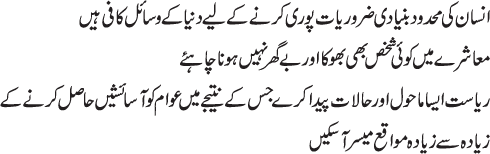 انسان کی محدود بنیادی ضروریات پوری کرنے کے لیے دنیا کے وسائل کافی ہیں
معاشرے میں کوئی شخص بھی بھوکا اور بے گھر نہیں ہونا چاہئے
ریاست ایسا ماحول اور حالات پیدا کرے جس کے نتیجے میں عوام کو آسائشیں حاصل کرنے کے
زیادہ سے زیادہ مواقع میسر آسکیں